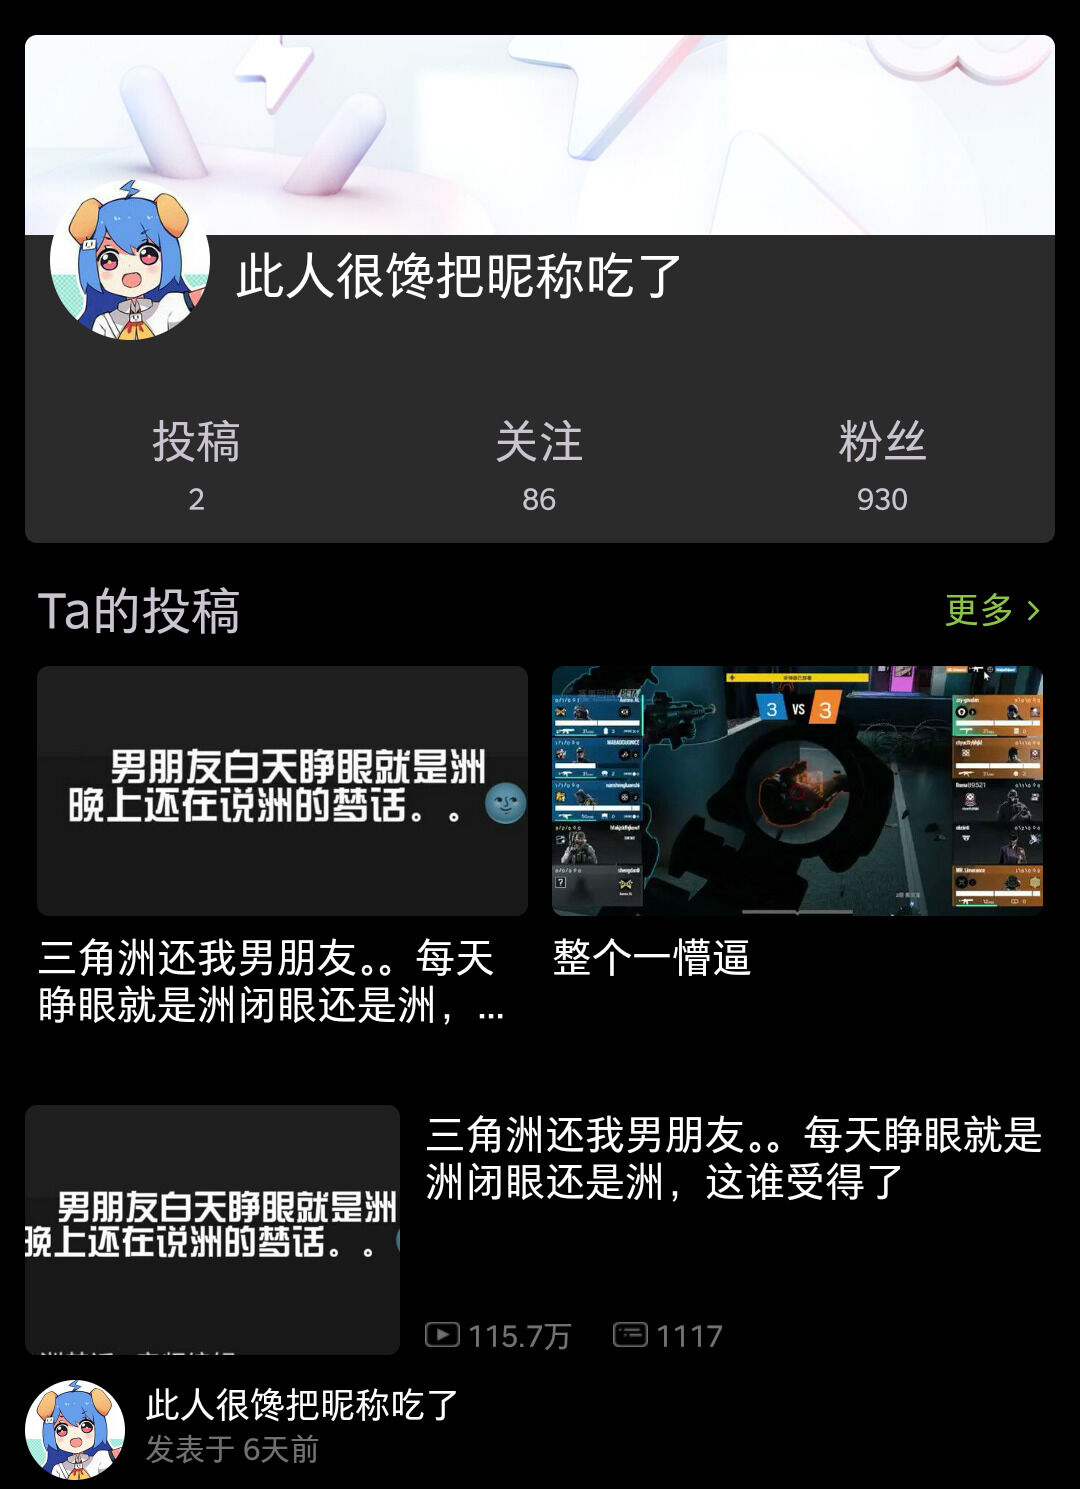 此人很馋把昵称吃了
投稿
关注
粉丝
2
86
930
Ta的投稿
更多
男朋友白天睁眼就是洲
晚上还在说洲的梦话。。
3 VS 3
三角洲还我男朋友。。每天
睁眼就是洲闭眼还是洲，...
整个一懵逼
男朋友白天睁眼就是洲
晚上还在说洲的梦话。。
三角洲还我男朋友。。每天睁眼就是
洲闭眼还是洲，这谁受得了
115.7万
1117
此人很馋把昵称吃了
发表于 6天前